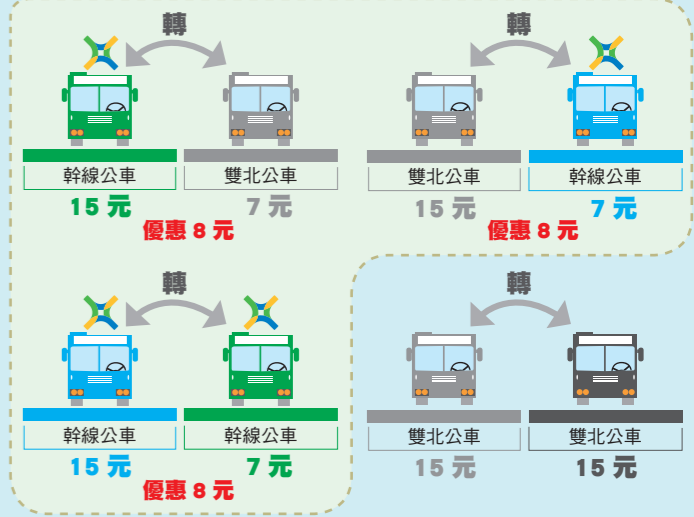 轉
幹線公車 雙北公車
15 元 7 元
優惠 8 元
轉
雙北公車 幹線公車
15 元 7 元
優惠 8 元
轉
幹線公車 幹線公車
15 元 7 元
優惠 8 元
轉
雙北公車 雙北公車
15 元 15 元